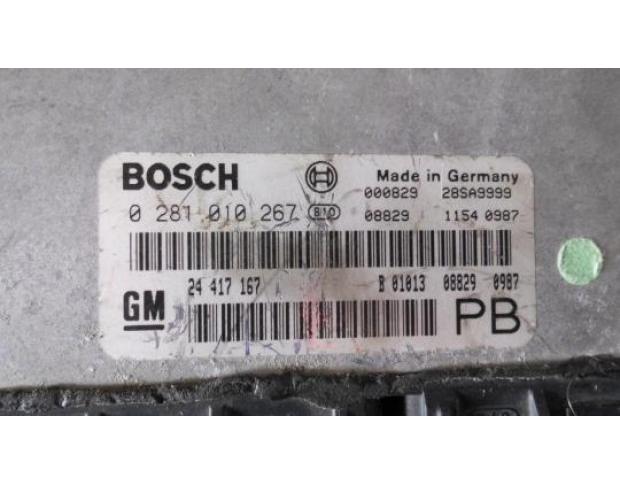 BOSCH Made in Germany
000829 28SA9999
0 281 010 267 810 08829 1154 0987
24 417 167 A B 01013 08829 0987
GM PB